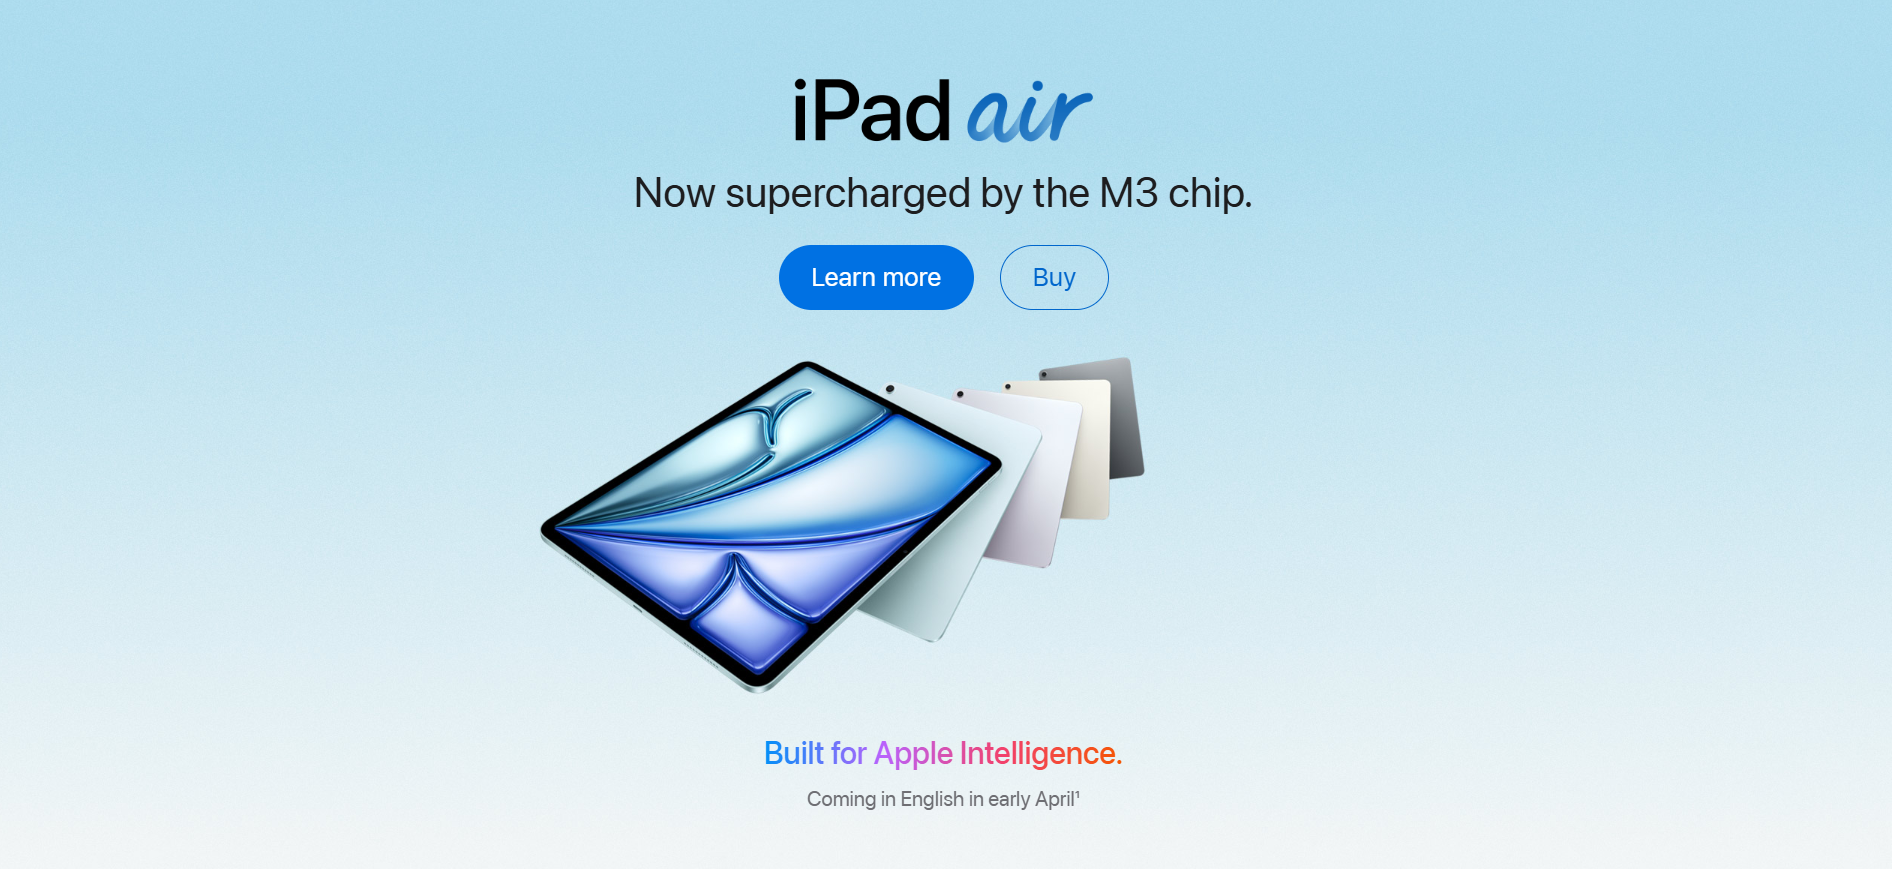 iPad air
Now supercharged by the M3 chip.
Learn more
Buy
Built for Apple Intelligence.
Coming in English in early April¹